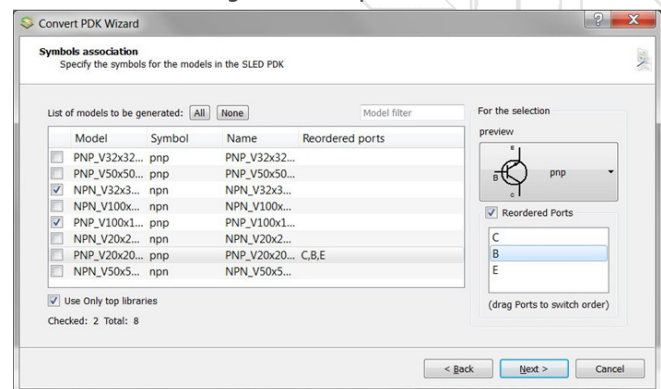 Convert PDK Wizard
Symbols association
Specify the symbols for the models in the SLED PDK
List of models to be generated: All None Model filter
Model Symbol Name Reordered ports
PNP_V32x32... pnp PNP_V32x32...
PNP_V50x50... pnp PNP_V50x50...
NPN_V32x3... npn NPN_V32x3...
NPN_V100x... npn NPN_V100x...
PNP_V100x1... pnp PNP_V100x1...
NPN_V20x2... npn NPN_V20x2...
PNP_V20x20... pnp PNP_V20x20... C,B,E
NPN_V50x5... npn NPN_V50x5...
Use Only top libraries
Checked: 2 Total: 8
For the selection
preview
E
B
C
pnp
Reordered Ports
C
B
E
(drag Ports to switch order)
< Back Next > Cancel